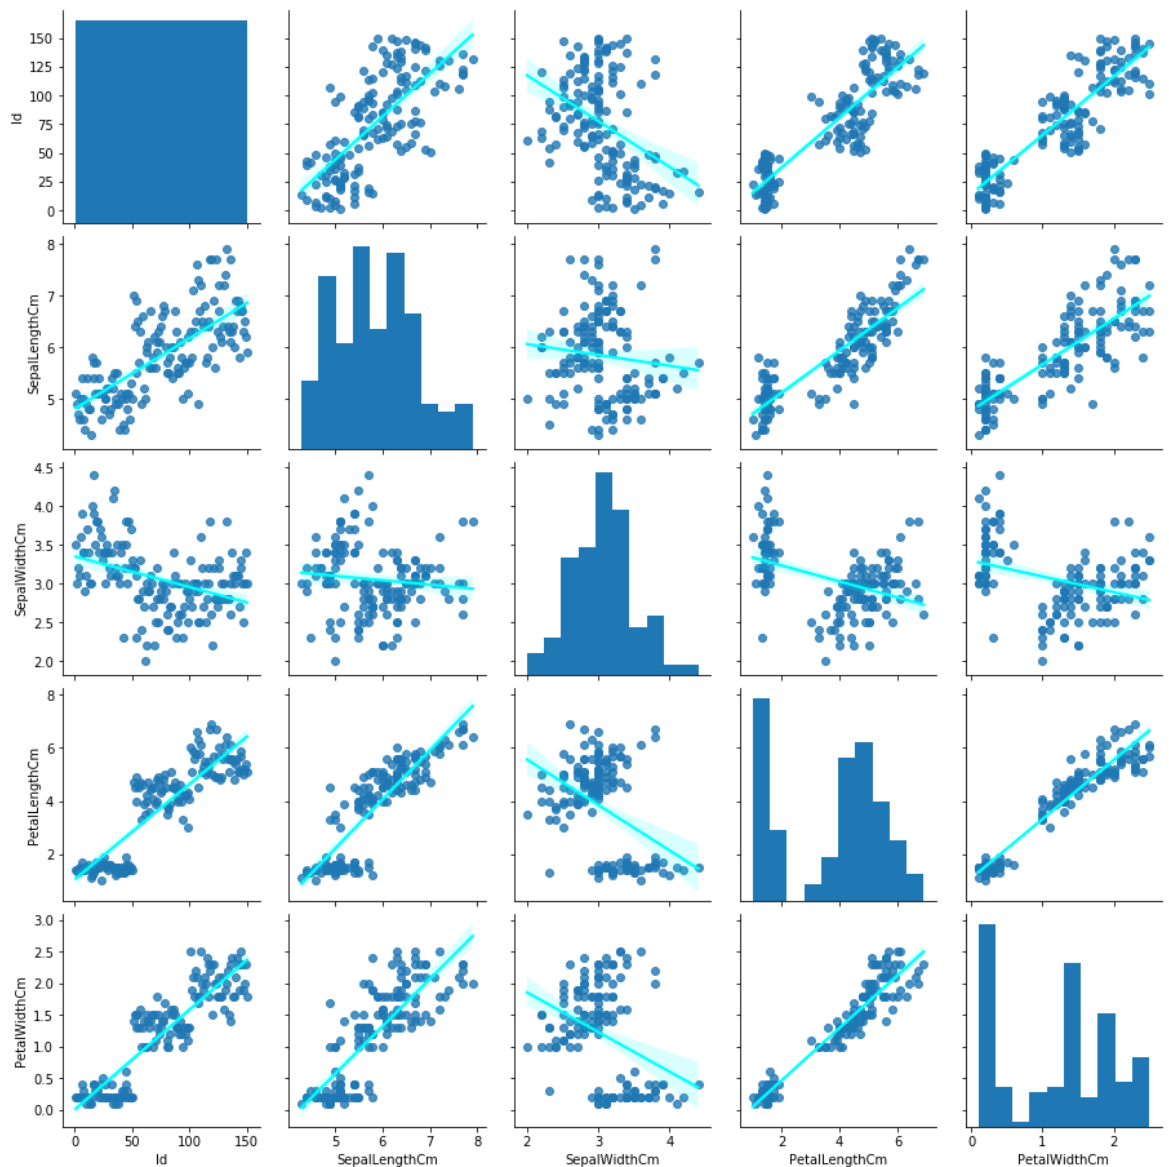 150
125
100
75
50
25
0
Id
8
7
6
5
SepalLengthCm
4.5
4.0
3.5
3.0
2.5
2.0
SepalWidthCm
8
6
4
2
PetalLengthCm
3.0
2.5
2.0
1.5
1.0
0.5
0.0
PetalWidthCm
0 50 100 150
5 6 7 8
2 3 4
2 4 6
0 1 2
Id SepalLengthCm SepalWidthCm PetalLengthCm PetalWidthCm